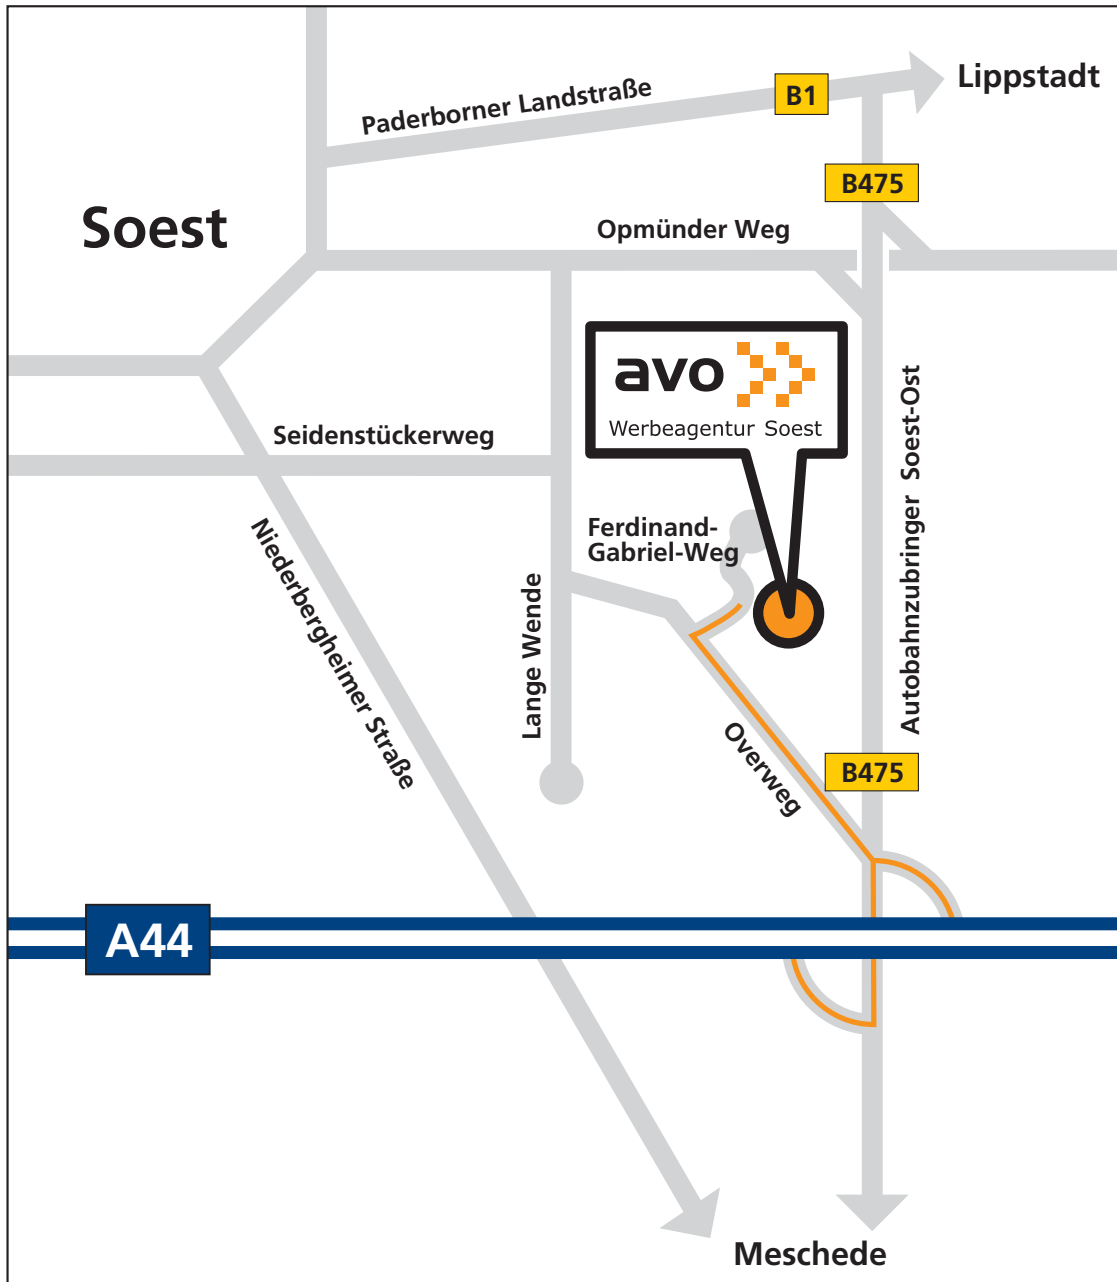 Lippstadt
Paderborner Landstraße
B1
B475
Soest
Opmünder Weg
avo
Werbeagentur Soest
Autobahnzubringer Soest-Ost
Seidenstückerweg
Ferdinand-
Gabriel-Weg
Niederbergheimer Straße
Lange Wende
Overweg
B475
A44
Meschede